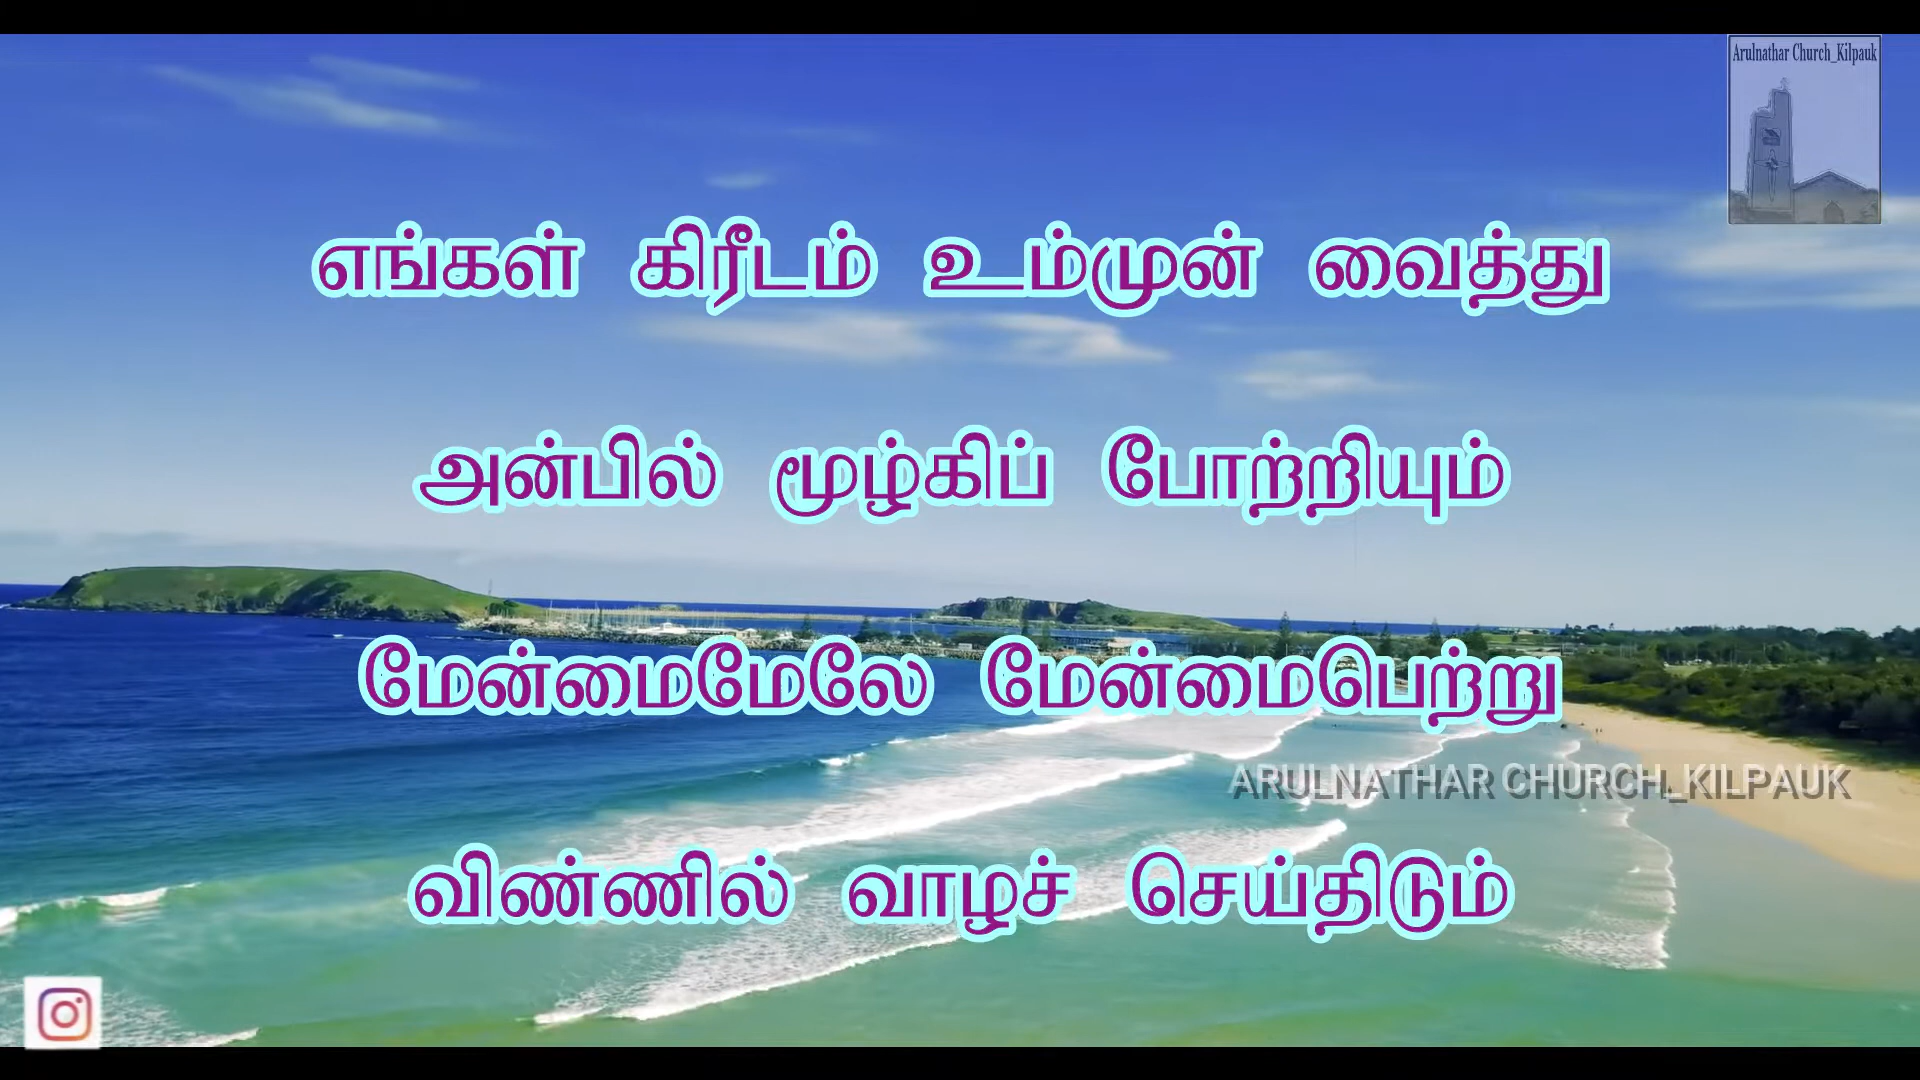 Arulnathar Church_Kilpauk
எங்கள் கிரீடம் உம்முன் வைத்து
அன்பில் மூழ்கிப் போற்றியும்
மேன்மைமேலே மேன்மைபெற்று
ARULNATHAR CHURCH_KILPAUK
விண்ணில் வாழச் செய்திடும்